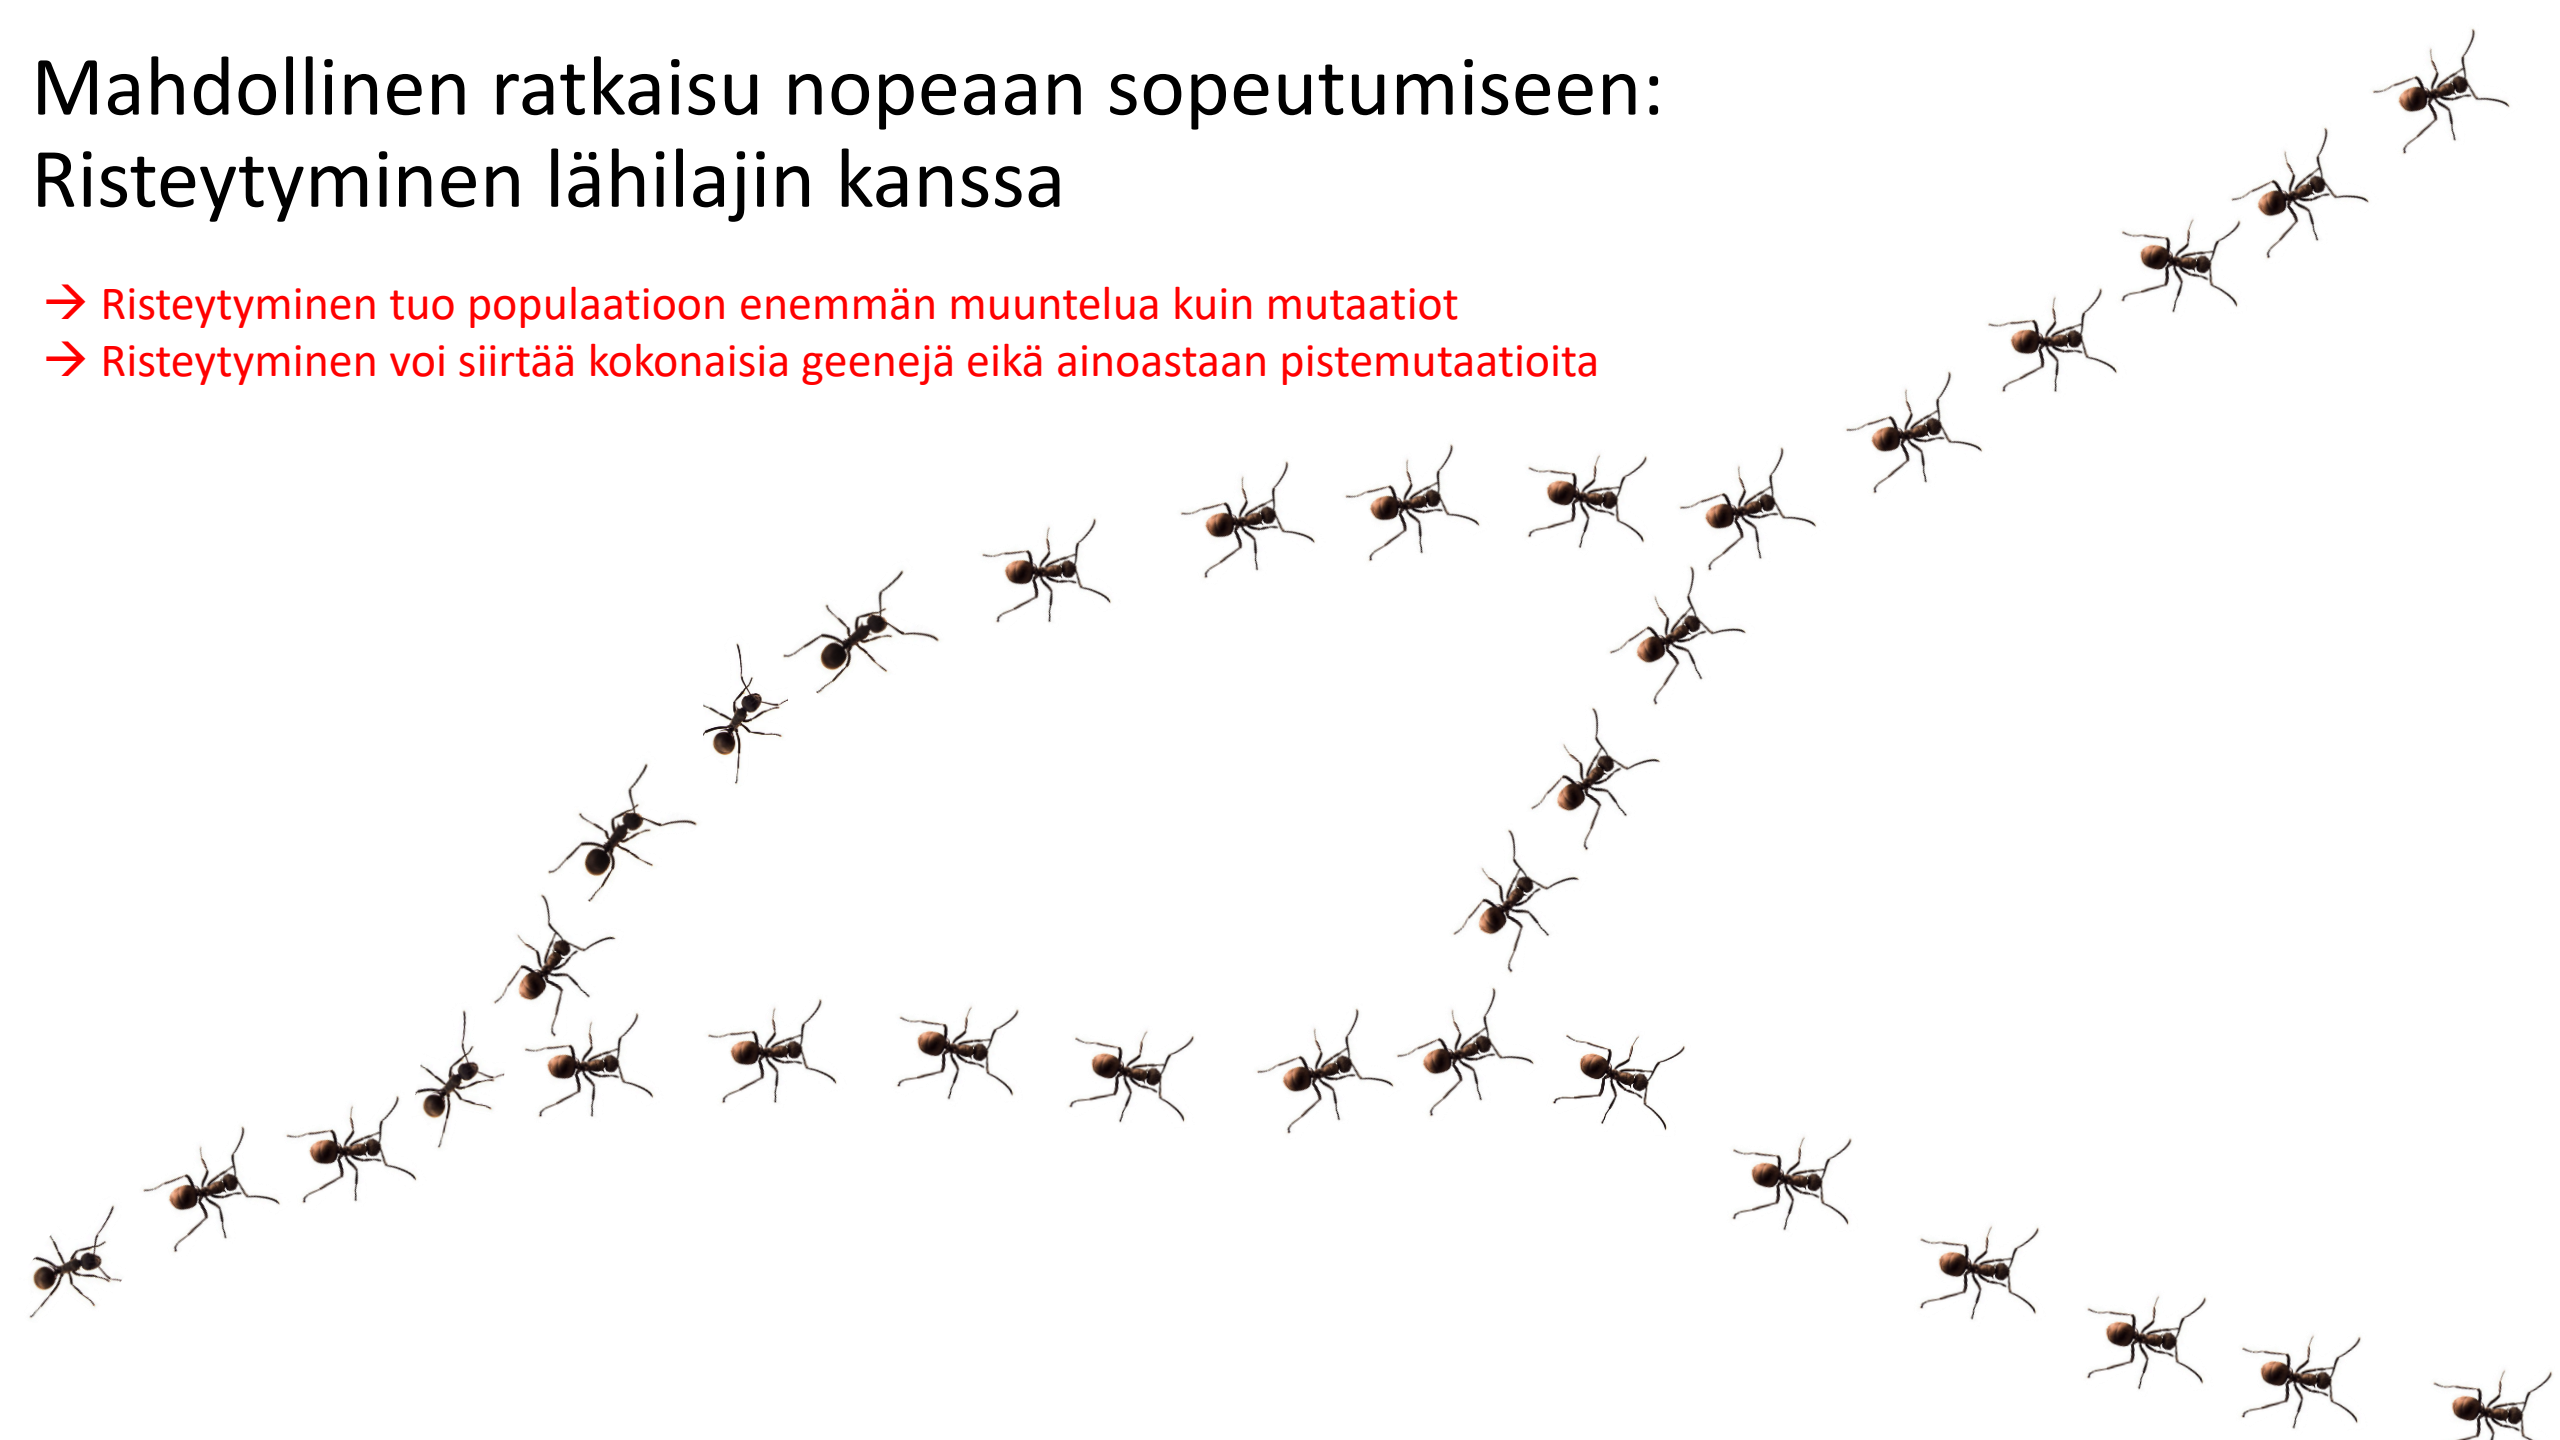 Mahdollinen ratkaisu nopeaan sopeutumiseen:
Risteytyminen lähilajin kanssa
→ Risteytyminen tuo populaatioon enemmän muuntelua kuin mutaatiot
→ Risteytyminen voi siirtää kokonaisia geenejä eikä ainoastaan pistemutaatioita